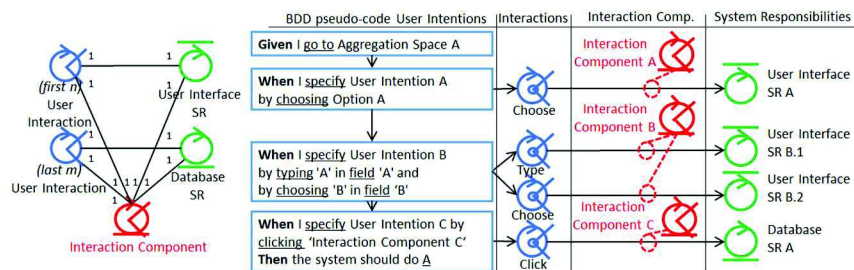 BDD pseudo-code User Intentions
Interactions
Interaction Comp.
System Responsibilities
1
1
(first n)
User
Interaction
User Interface
SR
1
1
1
1
1
1
(last m)
User Interaction
Database
SR
1
1
1
1 1 1
1
Interaction Component
Given I go to Aggregation Space A
When I specify User Intention A
by choosing Option A
When I specify User Intention B
by typing 'A' in field 'A' and
by choosing 'B' in field 'B'
When I specify User Intention C by
clicking 'Interaction Component C'
Then the system should do A
Choose
Type
Choose
Click
Interaction
Component A
Interaction
Component B
Interaction
Component C
User Interface
SR A
User Interface
SR B.1
User Interface
SR B.2
Database
SR A